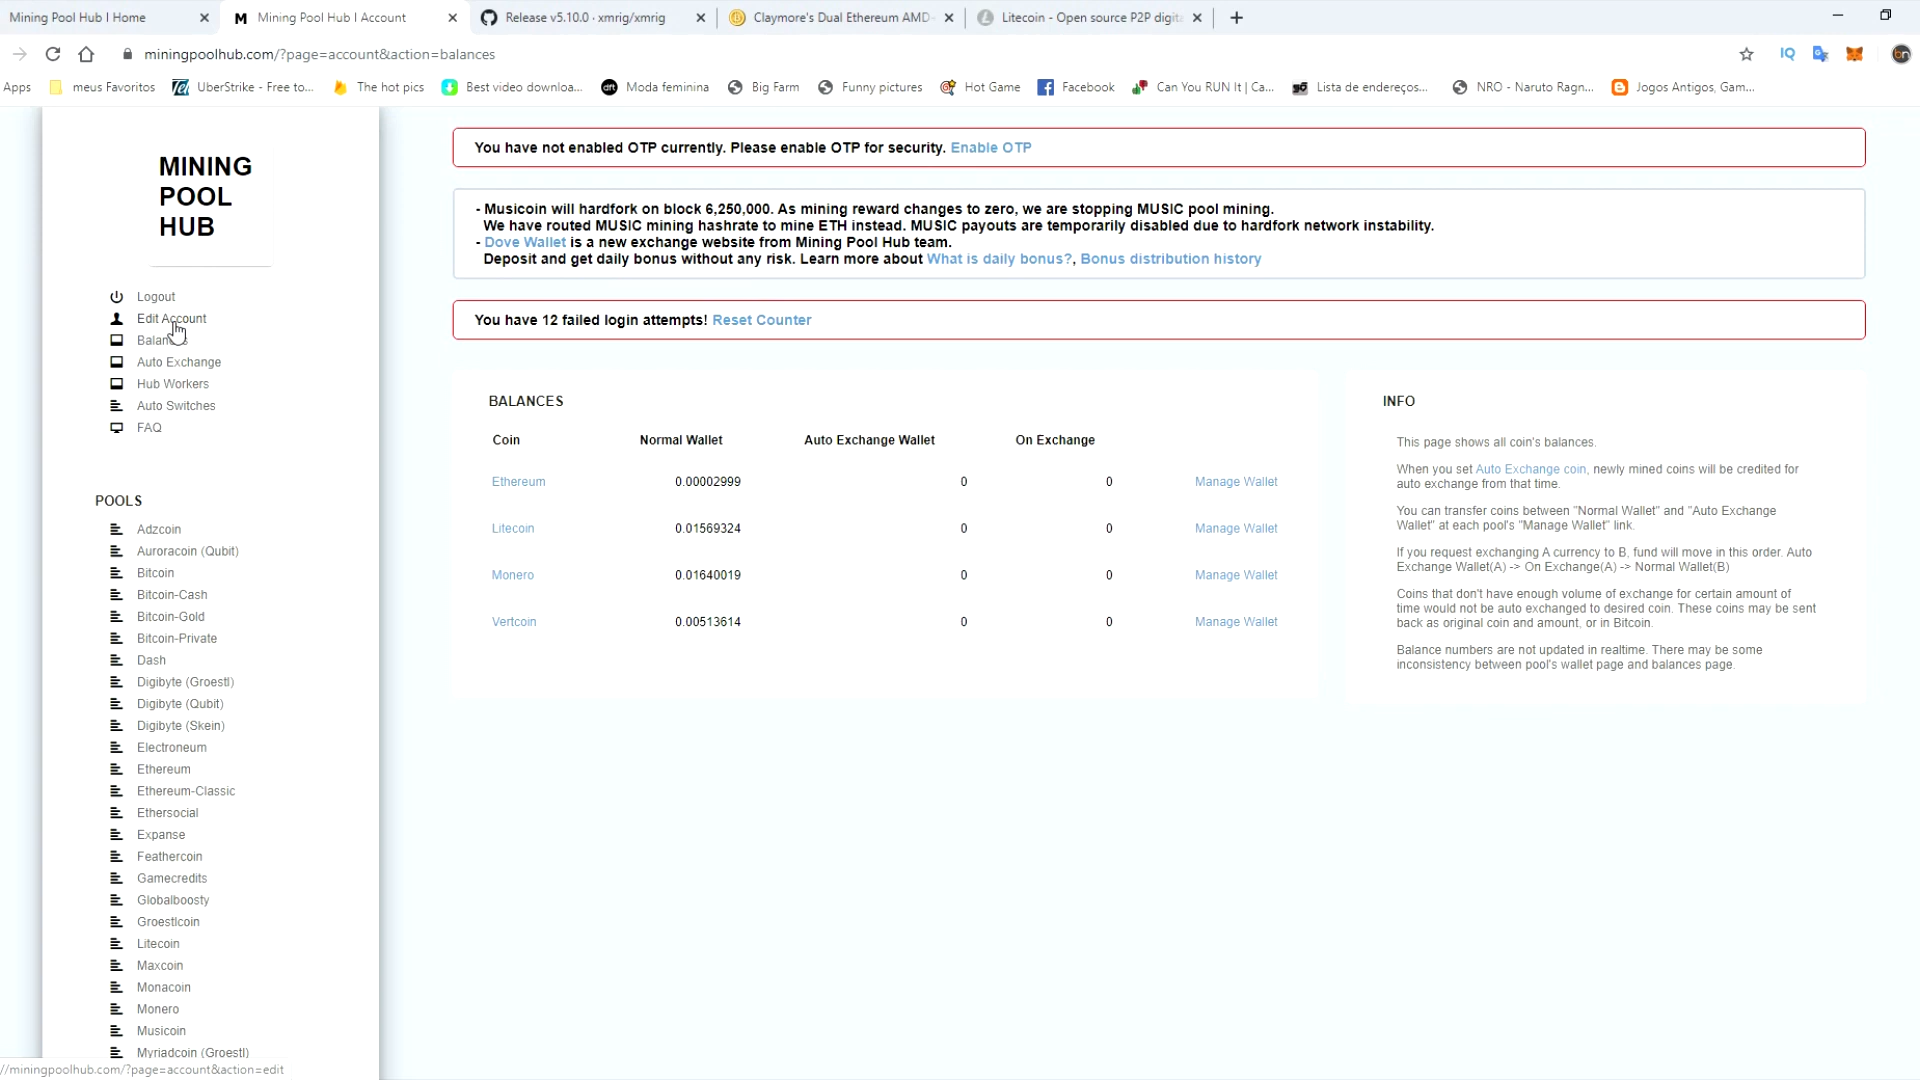 Mining Pool Hub I Home
Mining Pool Hub I Account
Release v5.10.0 · xmrig/xmrig
Claymore's Dual Ethereum AMD
Litecoin - Open source P2P digita
miningpoolhub.com/?page=account&action=balances
IQ
bn
Apps
meus Favoritos
UberStrike - Free to...
The hot pics
Best video downloa...
Moda feminina
Big Farm
Funny pictures
Hot Game
Facebook
Can You RUN It | Ca...
Lista de endereços...
NRO - Naruto Ragn...
Jogos Antigos, Gam...
MINING
POOL
HUB
Logout
Edit Account
Balances
Auto Exchange
Hub Workers
Auto Switches
FAQ
POOLS
Adzcoin
Auroracoin (Qubit)
Bitcoin
Bitcoin-Cash
Bitcoin-Gold
Bitcoin-Private
Dash
Digibyte (Groestl)
Digibyte (Qubit)
Digibyte (Skein)
Electroneum
Ethereum
Ethereum-Classic
Ethersocial
Expanse
Feathercoin
Gamecredits
Globalboosty
Groestlcoin
Litecoin
Maxcoin
Monacoin
Monero
Musicoin
Myriadcoin (Groestl)
You have not enabled OTP currently. Please enable OTP for security. Enable OTP
- Musicoin will hardfork on block 6,250,000. As mining reward changes to zero, we are stopping MUSIC pool mining.
We have routed MUSIC mining hashrate to mine ETH instead. MUSIC payouts are temporarily disabled due to hardfork network instability.
- Dove Wallet is a new exchange website from Mining Pool Hub team.
Deposit and get daily bonus without any risk. Learn more about What is daily bonus?, Bonus distribution history
You have 12 failed login attempts! Reset Counter
BALANCES
Coin Normal Wallet Auto Exchange Wallet On Exchange
Ethereum 0.00002999 0 0 Manage Wallet
Litecoin 0.01569324 0 0 Manage Wallet
Monero 0.01640019 0 0 Manage Wallet
Vertcoin 0.00513614 0 0 Manage Wallet
INFO
This page shows all coin's balances.
When you set Auto Exchange coin, newly mined coins will be credited for
auto exchange from that time.
You can transfer coins between "Normal Wallet" and "Auto Exchange
Wallet" at each pool's "Manage Wallet" link.
If you request exchanging A currency to B, fund will move in this order. Auto
Exchange Wallet(A) -> On Exchange(A) -> Normal Wallet(B)
Coins that don't have enough volume of exchange for certain amount of
time would not be auto exchanged to desired coin. These coins may be sent
back as original coin and amount, or in Bitcoin.
Balance numbers are not updated in realtime. There may be some
inconsistency between pool's wallet page and balances page.
//miningpoolhub.com/?page=account&action=edit